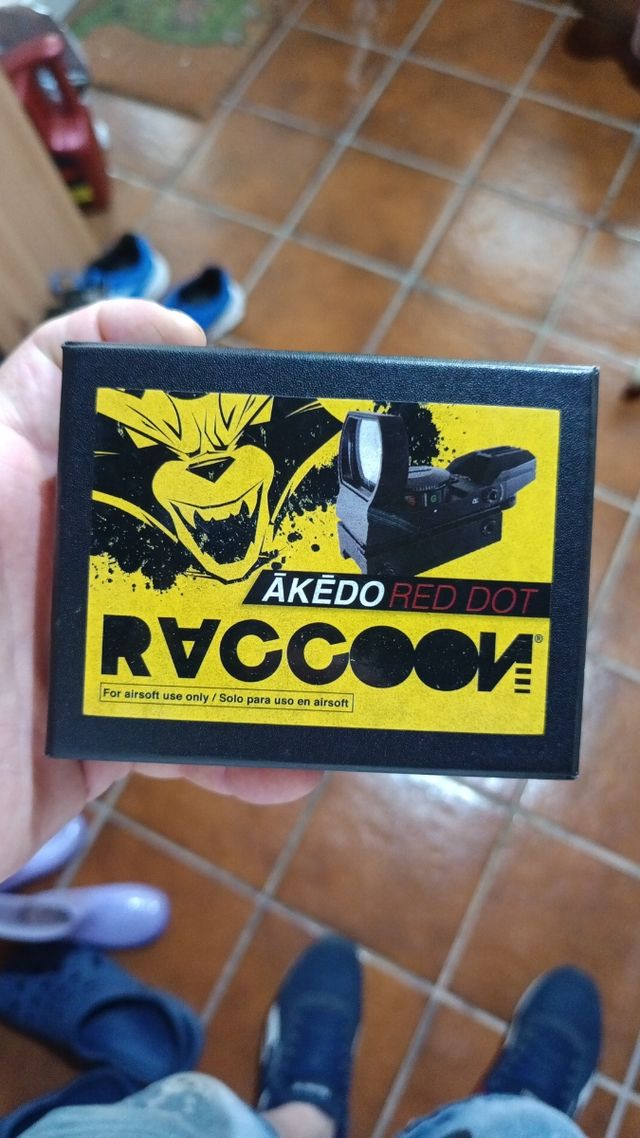 ĀKĒDO RED DOT
RACCOON®
For airsoft use only / Solo para uso en airsoft